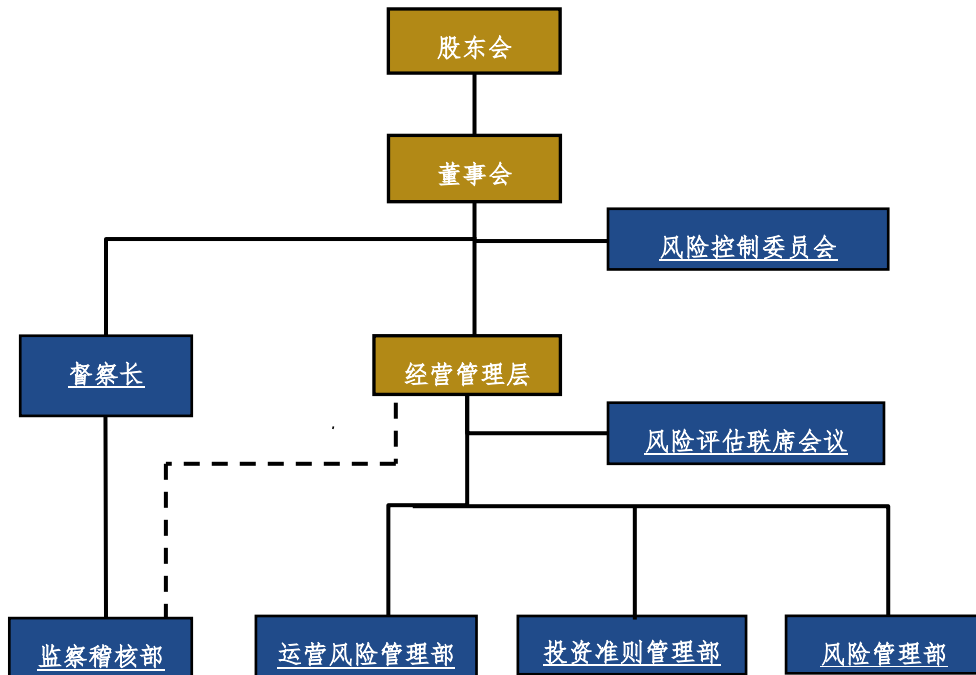 股东会
董事会
风险控制委员会
督察长
经营管理层
风险评估联席会议
监察稽核部
运营风险管理部
投资准则管理部
风险管理部